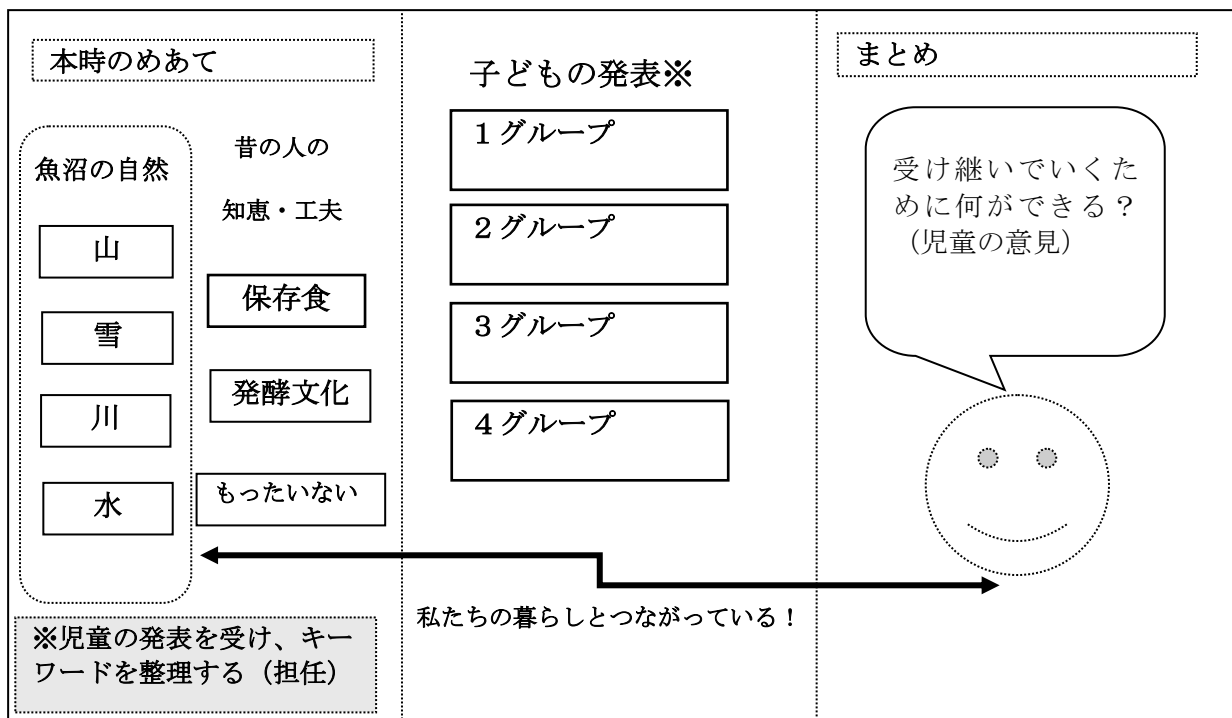 本時のめあて
魚沼の自然
山
雪
川
水
昔の人の
知恵・工夫
保存食
発酵文化
もったいない
※児童の発表を受け、キー
ワードを整理する（担任）
子どもの発表※
１グループ
２グループ
３グループ
４グループ
私たちの暮らしとつながっている！
まとめ
受け継いでいくた
めに何ができる？
（児童の意見）